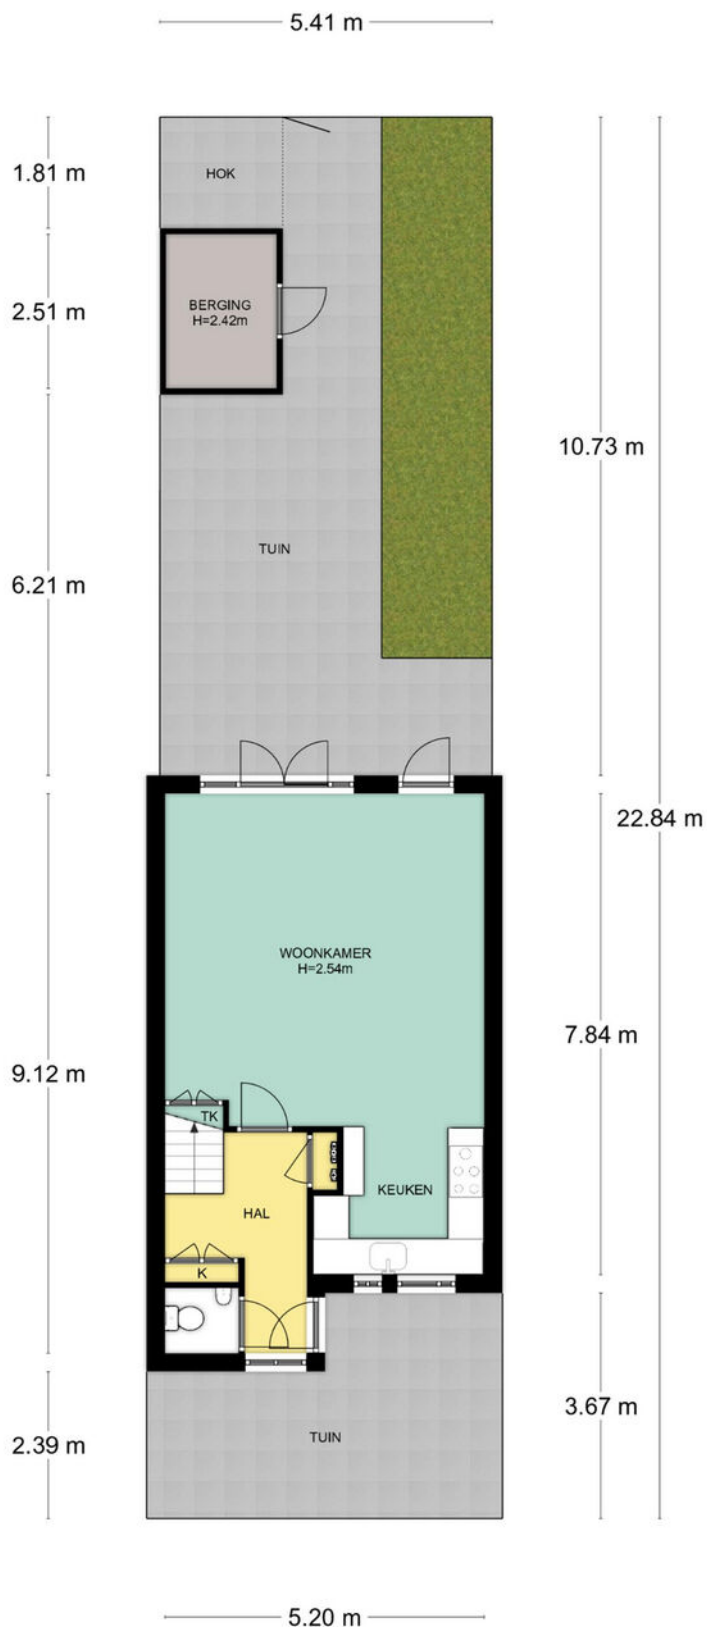 5.41 m
1.81 m
HOK
2.51 m
BERGING
H=2.42m
10.73 m
TUIN
6.21 m
22.84 m
WOONKAMER
H=2.54m
7.84 m
9.12 m
TK
KEUKEN
HAL
K
3.67 m
TUIN
2.39 m
5.20 m